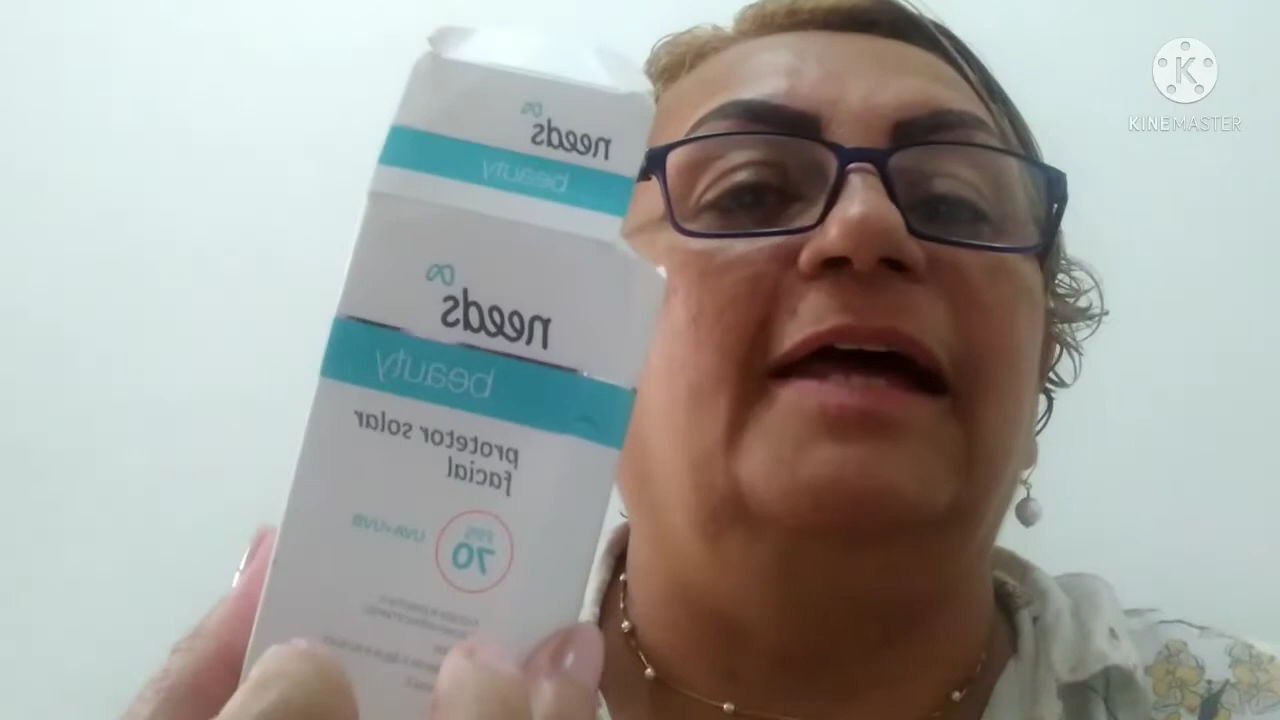 needs
beauty
needs
beauty
protetor solar
facial
FPS
70
UVA+UVB
KINEMASTER